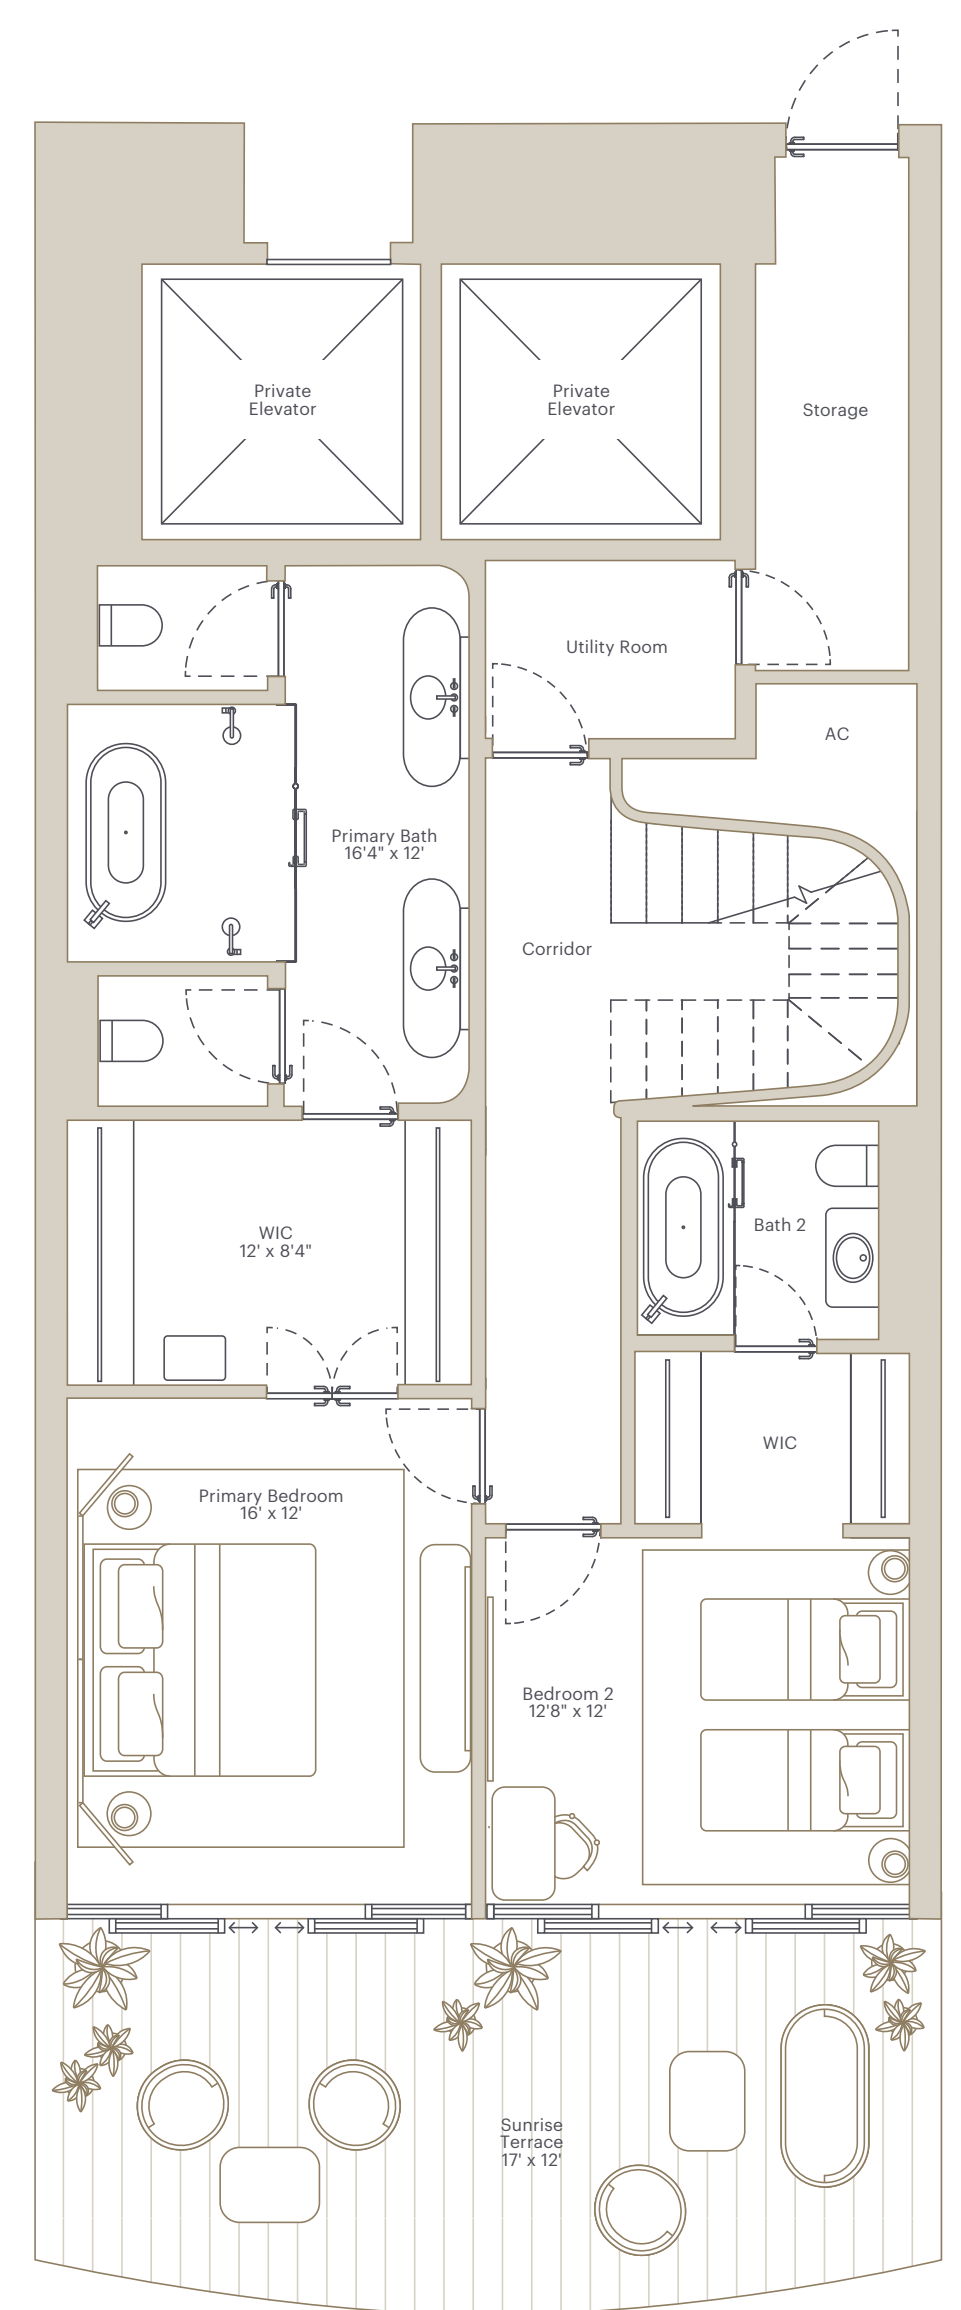 Private
Elevator
Private
Elevator
Storage
Utility Room
AC
Primary Bath
16'4" x 12'
Corridor
WIC
12' x 8'4"
Bath 2
WIC
Primary Bedroom
16' x 12'
Bedroom 2
12'8" x 12'
Sunrise
Terrace
17' x 12'